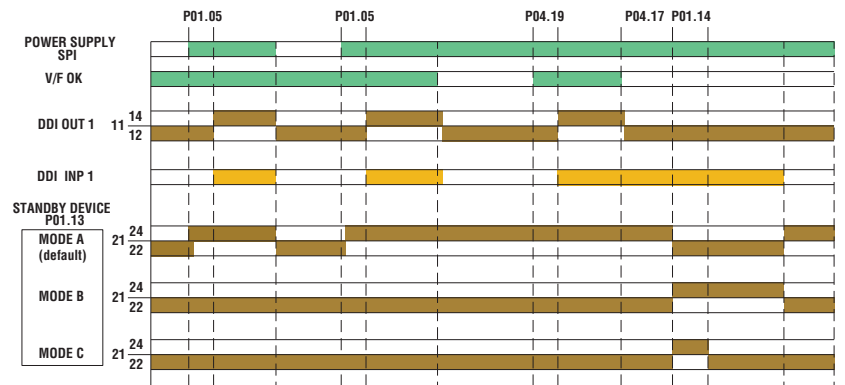 P01.05 P01.05 P04.19 P04.17 P01.14
POWER SUPPLY
SPI
V/F OK
DDI OUT 1 11 14
12
DDI INP 1
STANDBY DEVICE
P01.13
MODE A
(default)
21 24
22
MODE B 21 24
22
MODE C 21 24
22